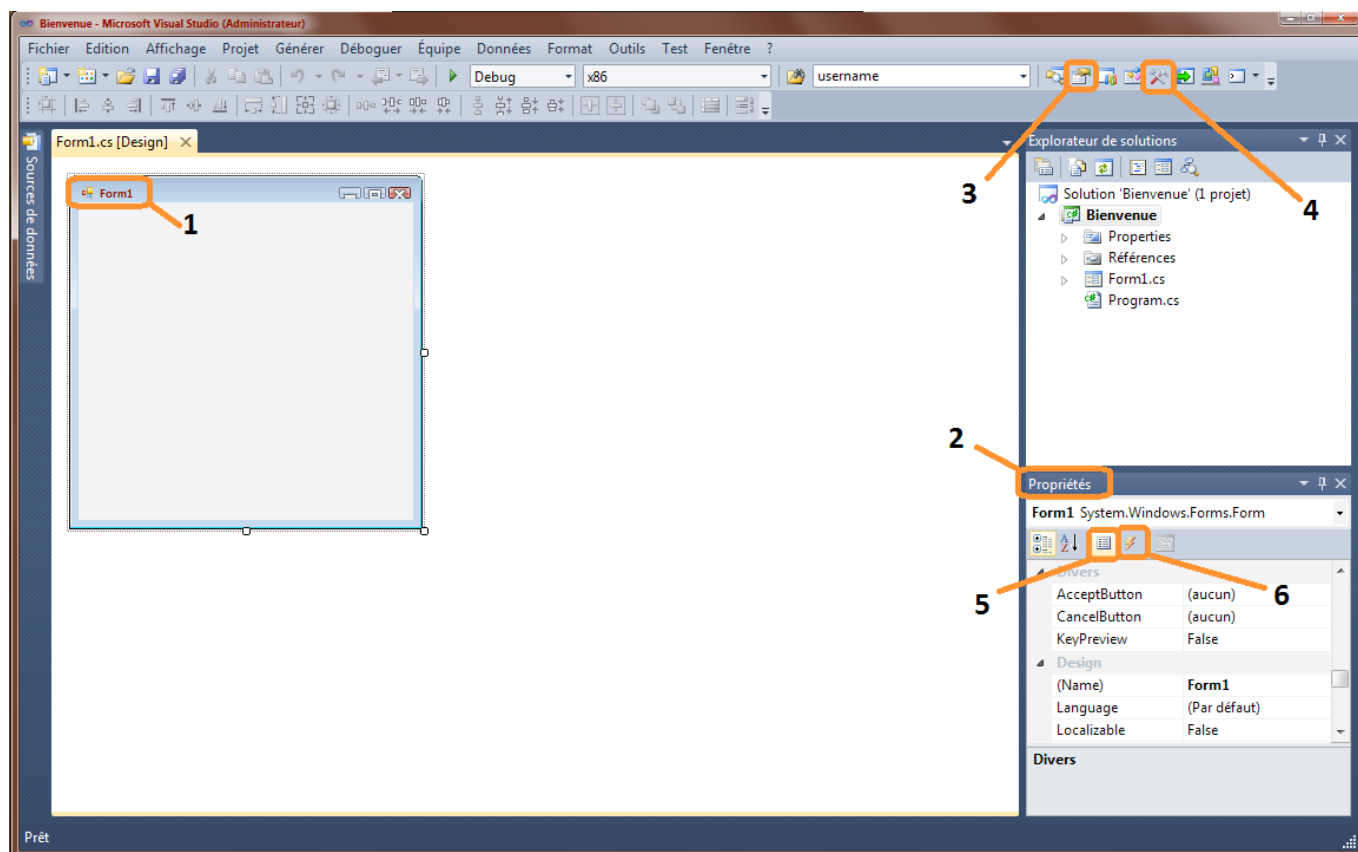 Bienvenue - Microsoft Visual Studio (Administrateur)
Fichier Edition Affichage Projet Générer Déboguer Équipe Données Format Outils Test Fenêtre ?
Debug x86 username
Form1.cs [Design]
Sources de données
Form1
1
3
4
Explorateur de solutions
Solution 'Bienvenue' (1 projet)
Bienvenue
Properties
Références
Form1.cs
Program.cs
2
Propriétés
Form1 System.Windows.Forms.Form
5
6
Divers
AcceptButton (aucun)
CancelButton (aucun)
KeyPreview False
Design
(Name) Form1
Language (Par défaut)
Localizable False
Divers
Prêt